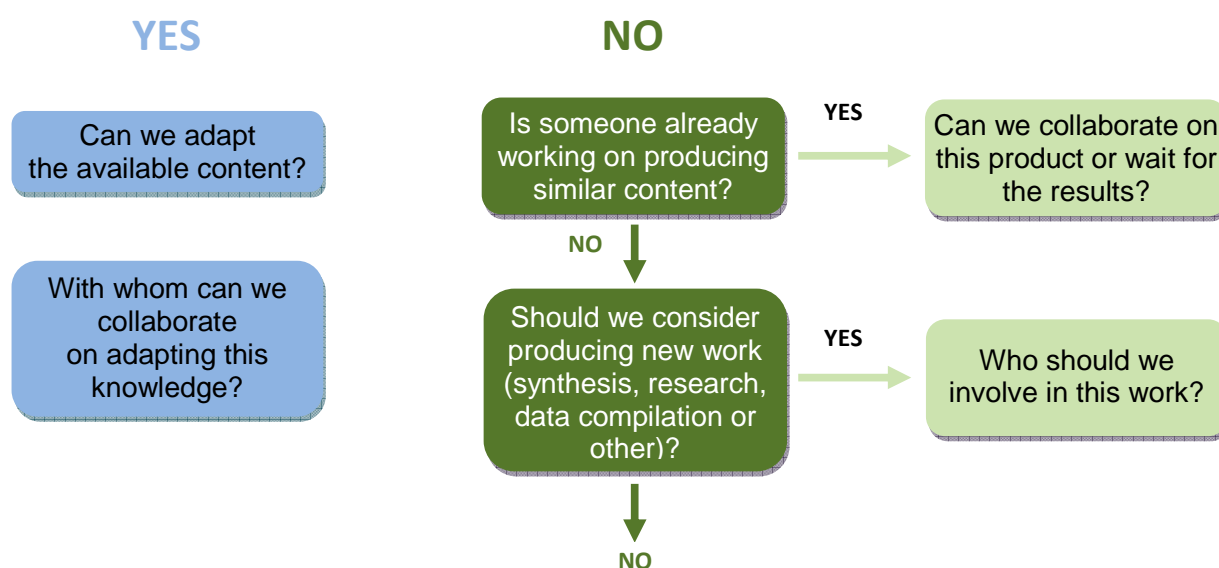 YES
NO
Can we adapt
the available content?
Is someone already
working on producing
similar content?
YES
Can we collaborate on
this product or wait for
the results?
NO
With whom can we
collaborate
on adapting this
knowledge?
Should we consider
producing new work
(synthesis, research,
data compilation or
other)?
YES
Who should we
involve in this work?
NO